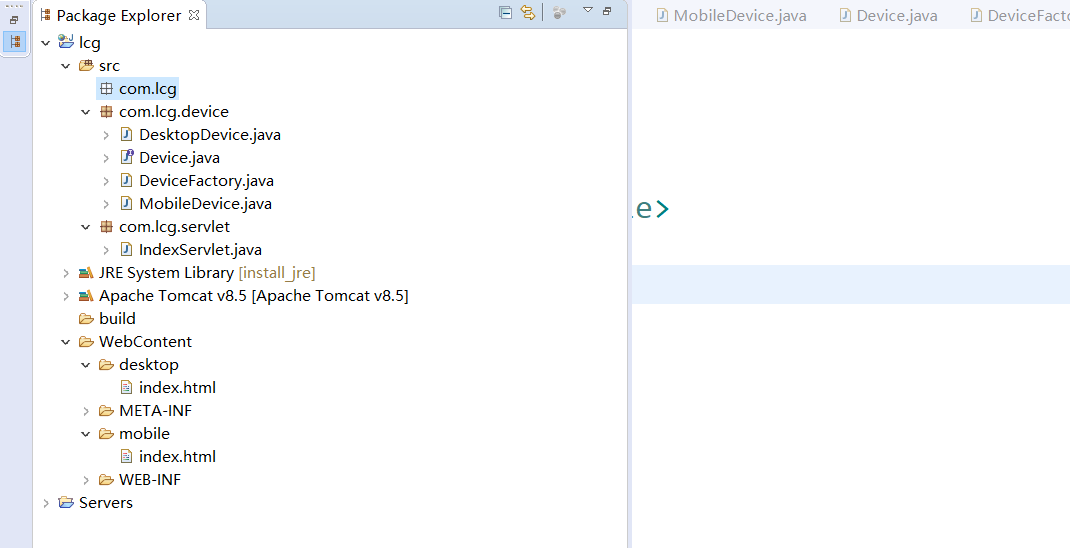 Package Explorer
MobileDevice.java
Device.java
DeviceFacto
lcg
src
com.lcg
com.lcg.device
DesktopDevice.java
Device.java
DeviceFactory.java
MobileDevice.java
com.lcg.servlet
IndexServlet.java
JRE System Library [install_jre]
Apache Tomcat v8.5 [Apache Tomcat v8.5]
build
WebContent
desktop
index.html
META-INF
mobile
index.html
WEB-INF
Servers
e>